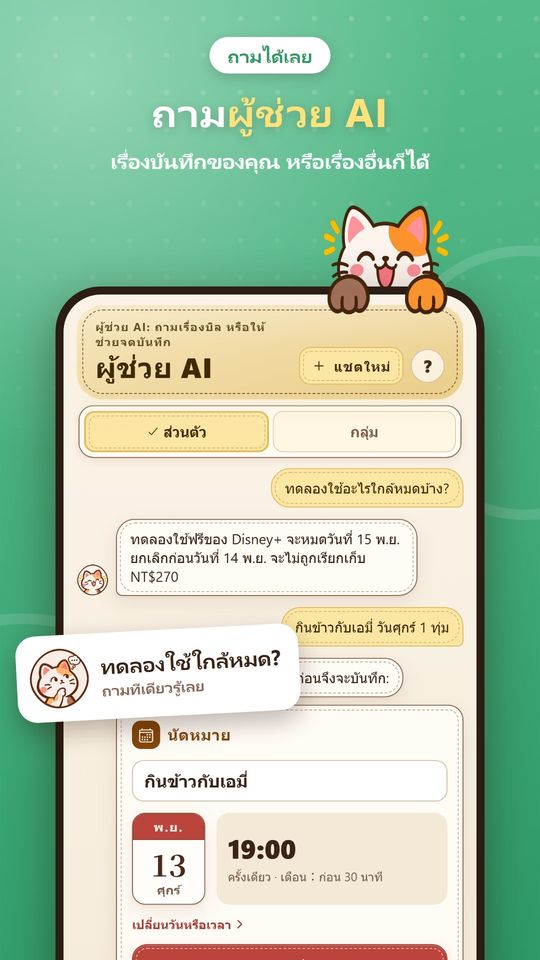 ถามได้เลย
ถามผู้ช่วย AI
เรื่องบันทึกของคุณ หรือเรื่องอื่นก็ได้
ผู้ช่วย AI: ถามเรื่องบิล หรือให้
ช่วยจดบันทึก
ผู้ช่วย AI
+ แชตใหม่
?
✓ ส่วนตัว
กลุ่ม
ทดลองใช้อะไรใกล้หมดบ้าง?
ทดลองใช้ฟรีของ Disney+ จะหมดวันที่ 15 พ.ย.
ยกเลิกก่อนวันที่ 14 พ.ย. จะไม่ถูกเรียกเก็บ
NT$270
กินข้าวกับเอมี่ วันศุกร์ 1 ทุ่ม
ทดลองใช้ใกล้หมด?
ถามทีเดียวรู้เลย
ก่อนจึงจะบันทึก:
นัดหมาย
กินข้าวกับเอมี่
พ.ย.
13
ศุกร์
19:00
ครั้งเดียว · เตือน：ก่อน 30 นาที
เปลี่ยนวันหรือเวลา >